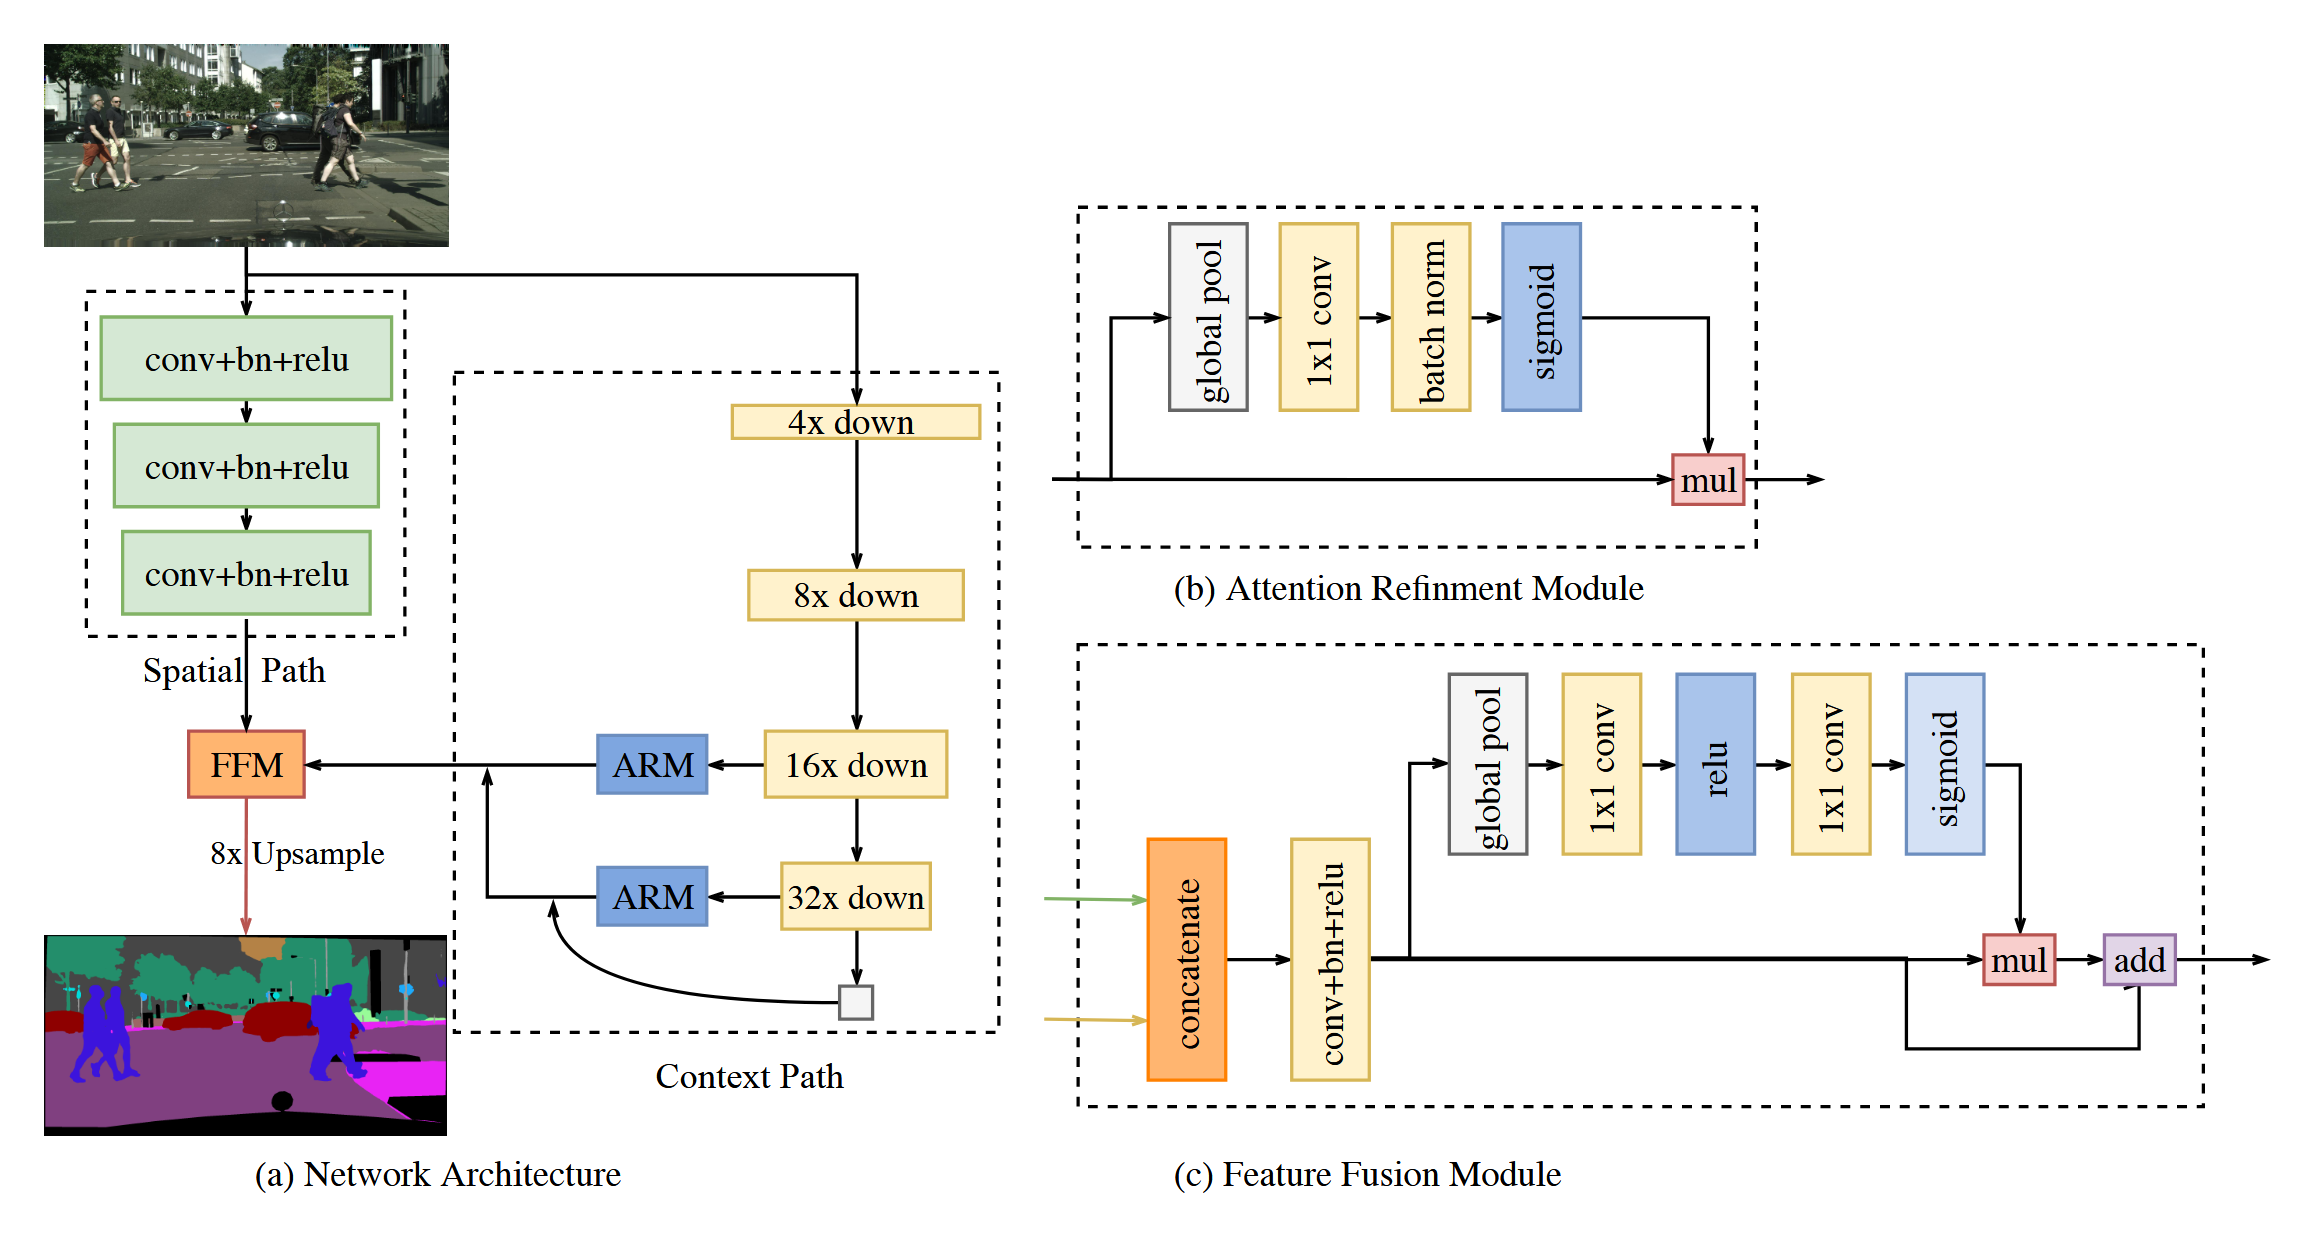 conv+bn+relu
conv+bn+relu
conv+bn+relu
Spatial Path
FFM
8x Upsample
4x down
8x down
16x down
ARM
32x down
ARM
Context Path
(a) Network Architecture
global pool
1x1 conv
batch norm
sigmoid
mul
(b) Attention Refinment Module
concatenate
conv+bn+relu
global pool
1x1 conv
relu
1x1 conv
sigmoid
mul
add
(c) Feature Fusion Module